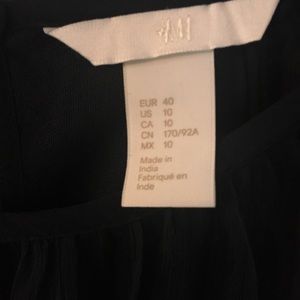 H&M
EUR 40
US 10
CA 10
CN 170/92A
MX 10
Made in
India
Fabriqué en
Inde